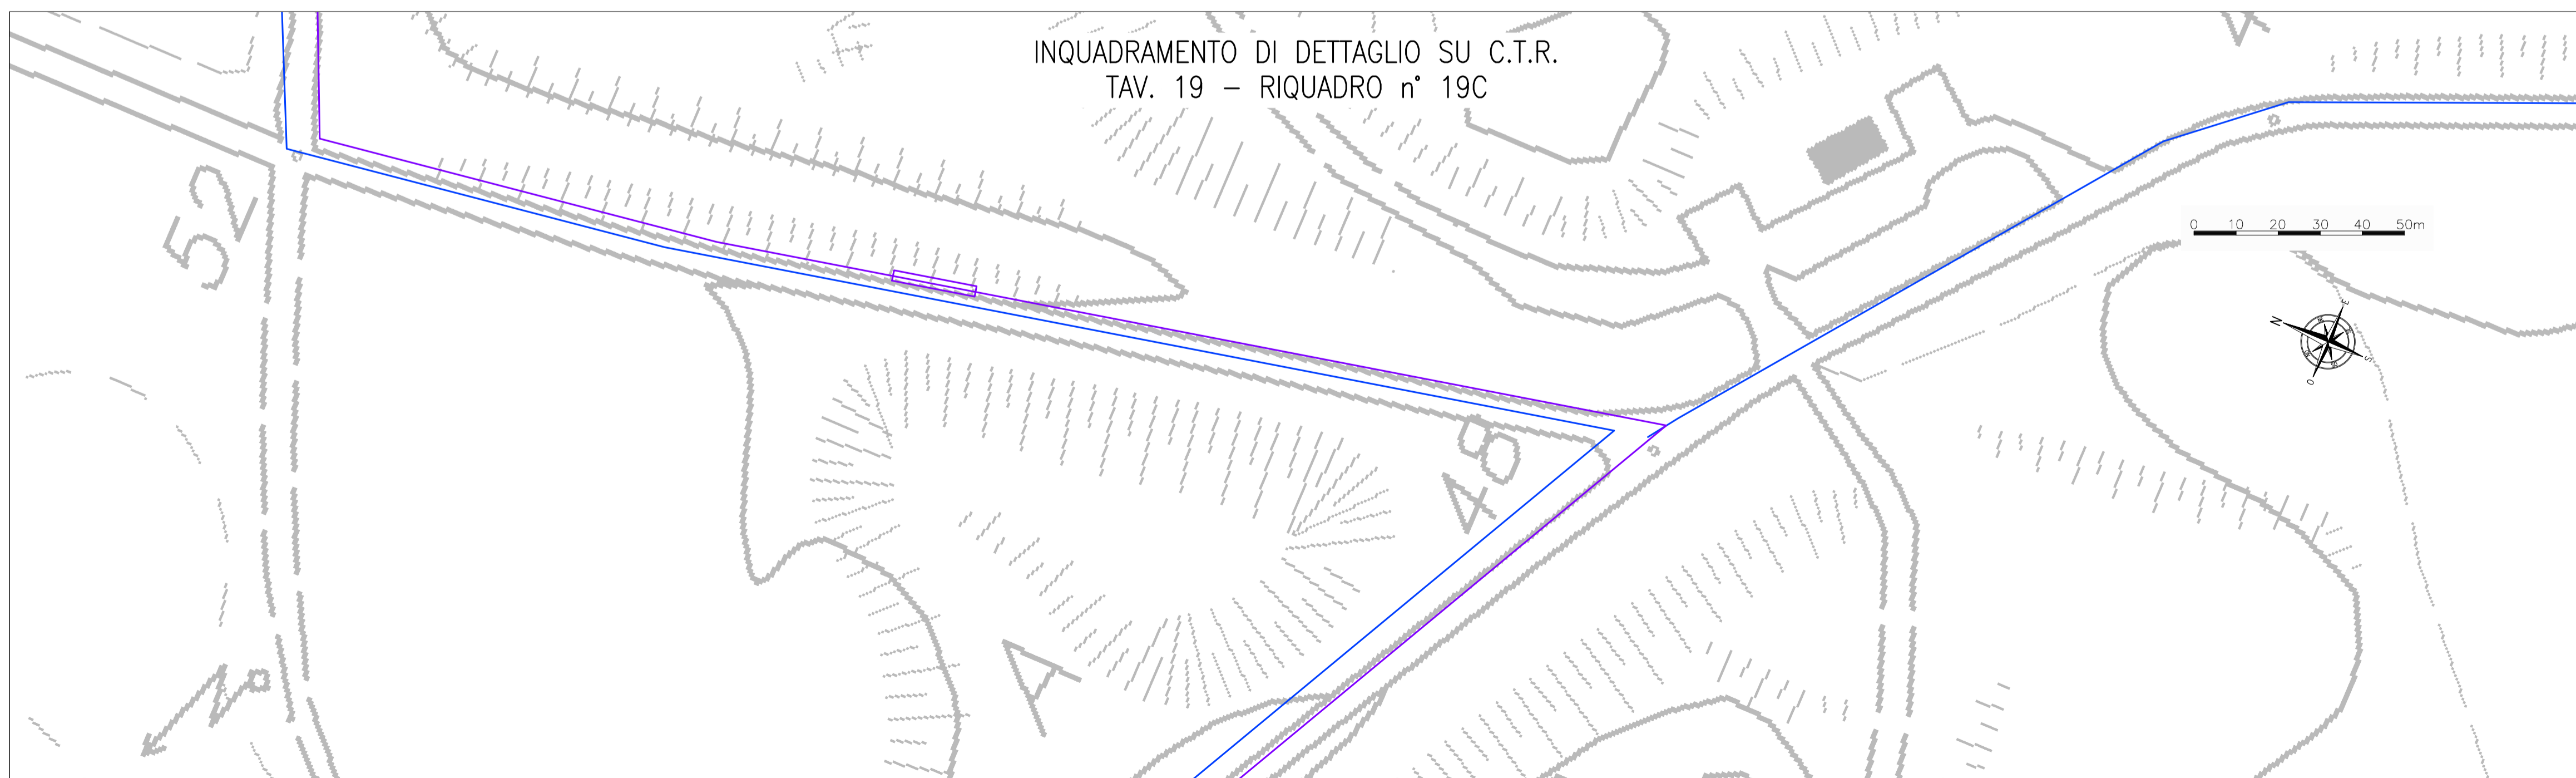 INQUADRAMENTO DI DETTAGLIO SU C.T.R.
TAV. 19 – RIQUADRO n° 19C
52
0 10 20 30 40 50m
N
E
S
O
48
A